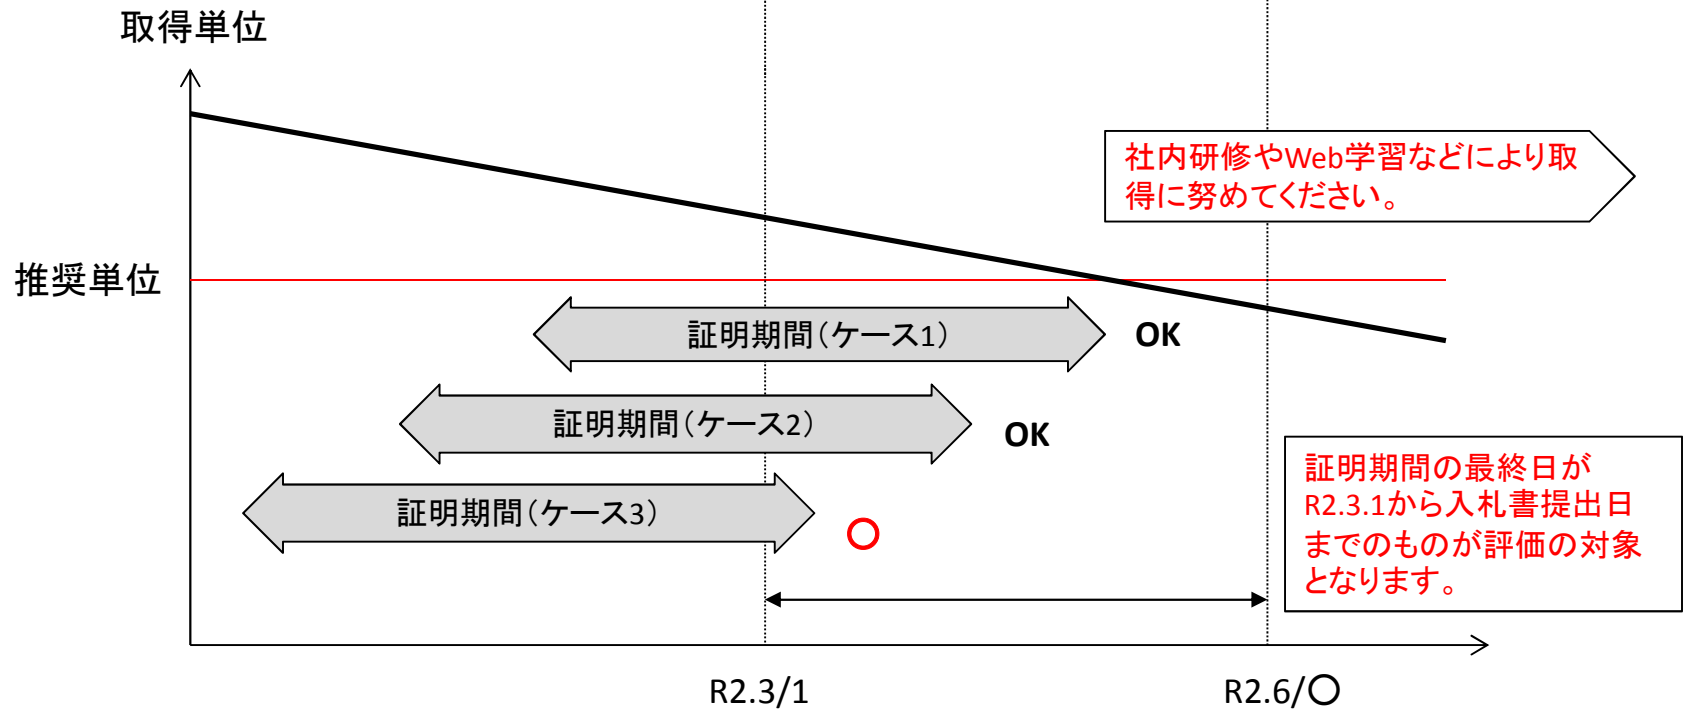 取得単位
社内研修やWeb学習などにより取
得に努めてください。
推奨単位
証明期間(ケース1)
OK
証明期間(ケース2)
OK
証明期間(ケース3)
○
証明期間の最終日が
R2.3.1から入札書提出日
までのものが評価の対象
となります。
R2.3/1
R2.6/○